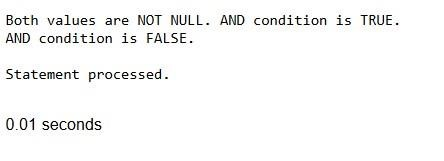 Both values are NOT NULL. AND condition is TRUE.
AND condition is FALSE.
Statement processed.
0.01 seconds